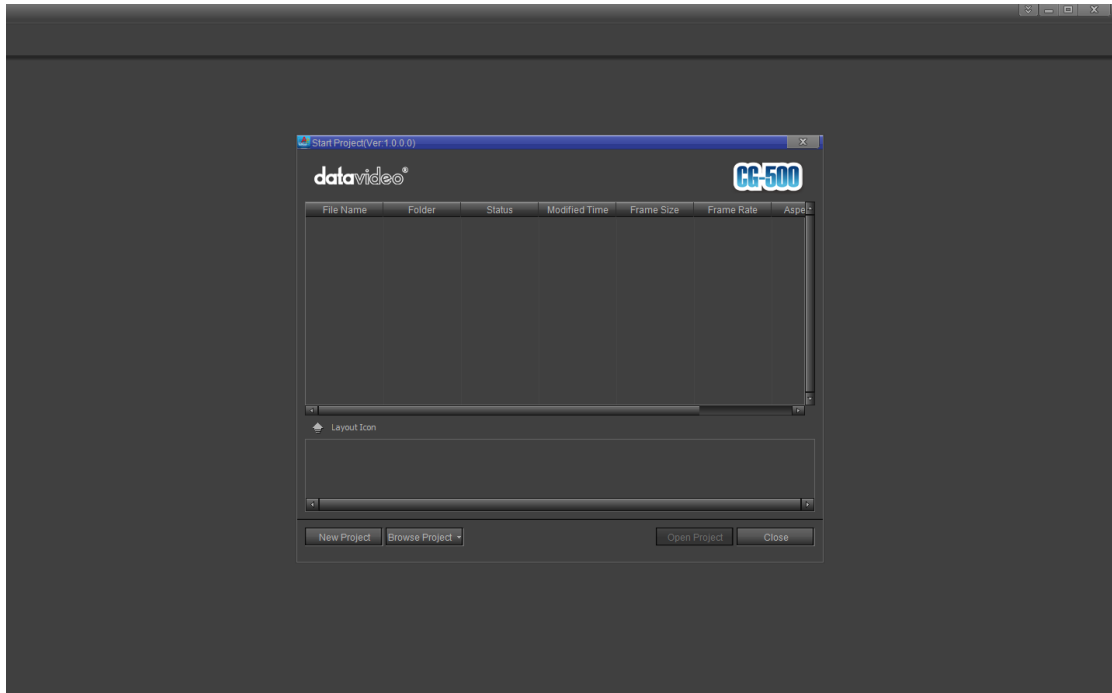 Start Project(Ver:1.0.0.0)
datavideo®
CG-500
File Name Folder Status Modified Time Frame Size Frame Rate Aspe
Layout Icon
New Project Browse Project Open Project Close